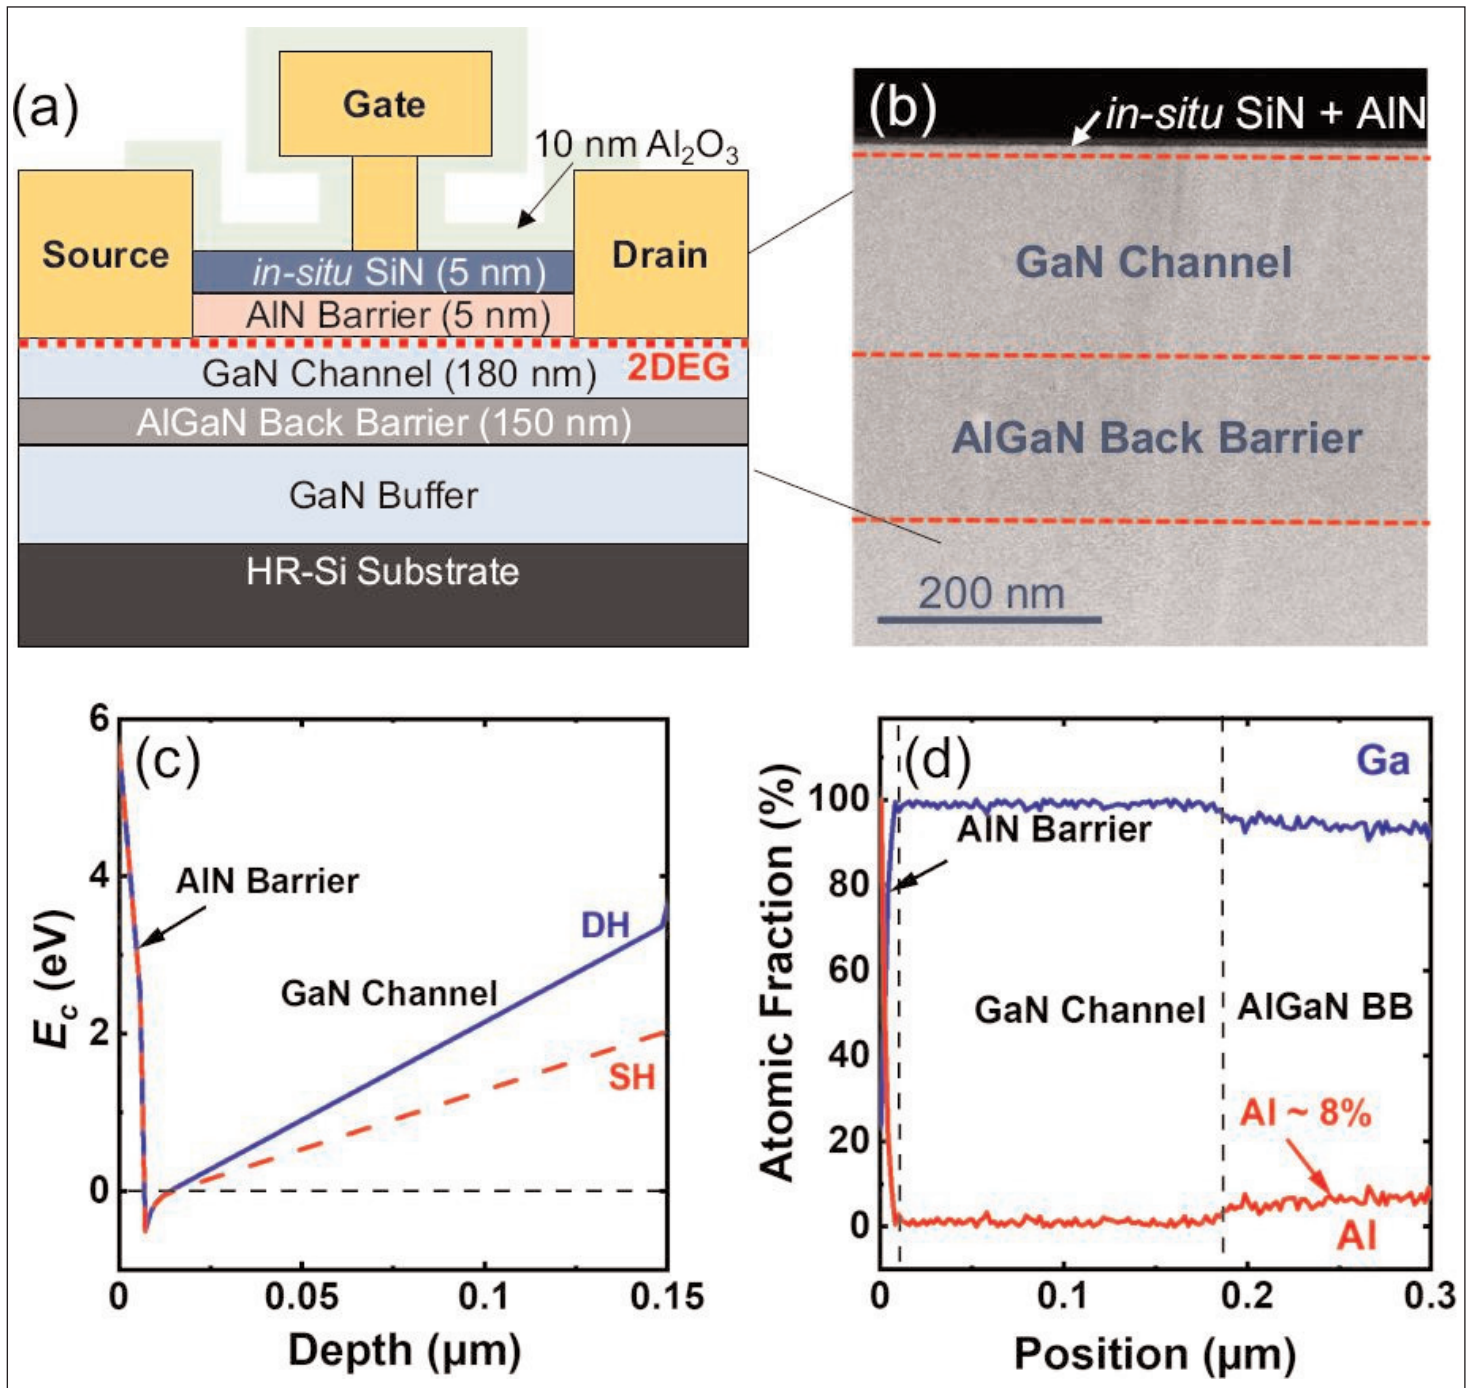 (a)
Gate
10 nm Al₂O₃
Source
Drain
in-situ SiN (5 nm)
AlN Barrier (5 nm)
2DEG
GaN Channel (180 nm)
AlGaN Back Barrier (150 nm)
GaN Buffer
HR-Si Substrate
(b)
in-situ SiN + AlN
GaN Channel
AlGaN Back Barrier
200 nm
(c)
6
4
2
0
E_c (eV)
AlN Barrier
DH
GaN Channel
SH
0 0.05 0.1 0.15
Depth (μm)
(d)
Ga
100
80
60
40
20
0
Atomic Fraction (%)
AlN Barrier
GaN Channel
AlGaN BB
Al ~ 8%
Al
0 0.1 0.2 0.3
Position (μm)